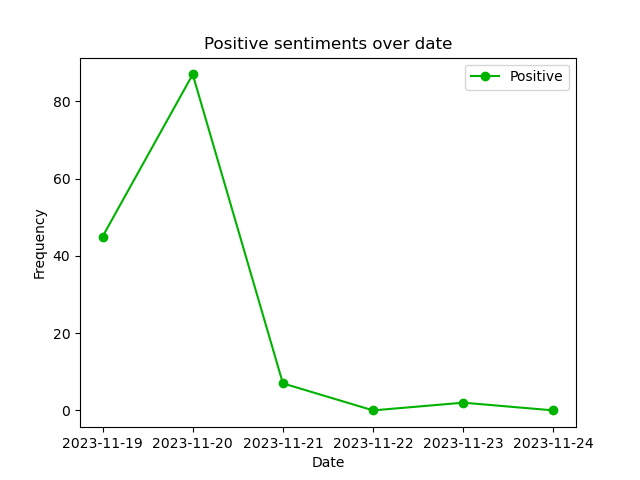 Positive sentiments over date
Positive
80
60
40
20
0
Frequency
2023-11-19 2023-11-20 2023-11-21 2023-11-22 2023-11-23 2023-11-24
Date